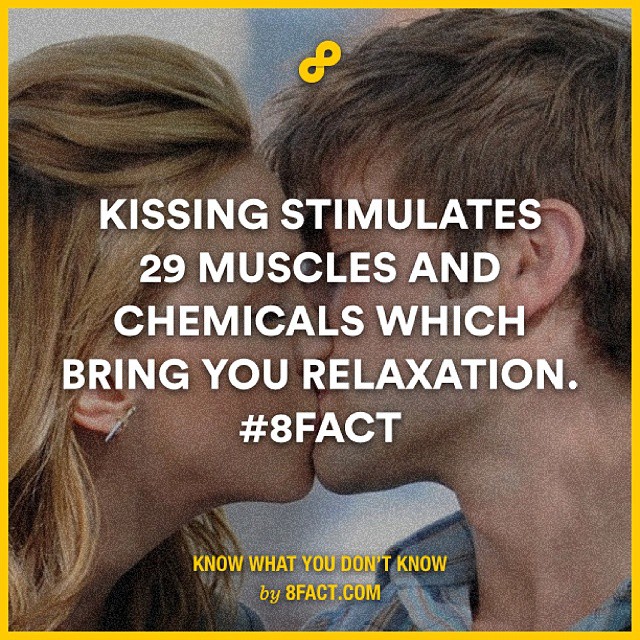 KISSING STIMULATES
29 MUSCLES AND
CHEMICALS WHICH
BRING YOU RELAXATION.
#8FACT
KNOW WHAT YOU DON'T KNOW
by 8FACT.COM